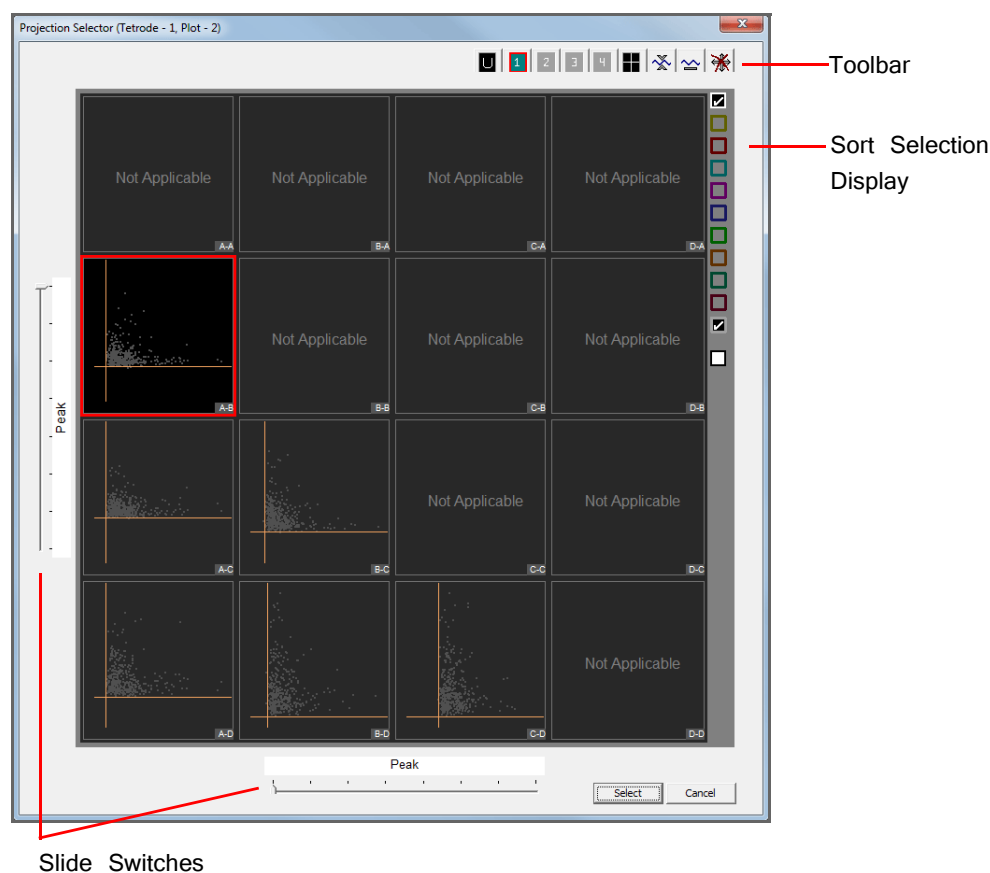 Projection Selector (Tetrode - 1, Plot - 2)
U 1 2 3 4
Toolbar
Sort Selection
Display
Not Applicable Not Applicable Not Applicable Not Applicable
A-A B-A C-A D-A
Not Applicable Not Applicable Not Applicable
A-B B-B C-B D-B
Peak
Not Applicable Not Applicable
A-C B-C C-C D-C
Not Applicable
A-D B-D C-D D-D
Peak
Select Cancel
Slide Switches